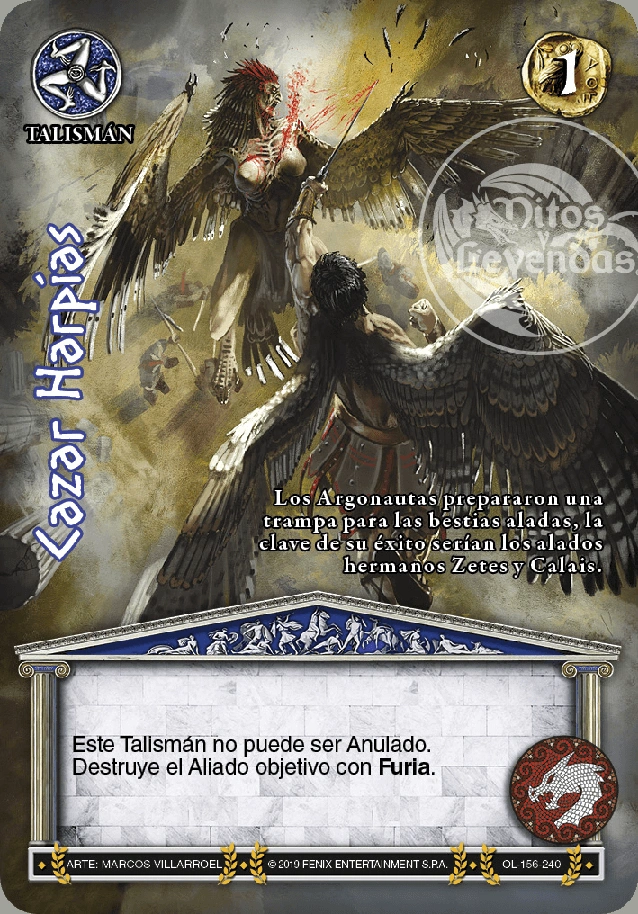 TALISMÁN
1
Mitos
y
Leyendas
Cazar Harpías
Los Argonautas prepararon una
trampa para las bestias aladas, la
clave de su éxito serían los alados
hermanos Zetes y Calais.
Este Talismán no puede ser Anulado.
Destruye el Aliado objetivo con Furia.
ARTE: MARCOS VILLARROEL
© 2019 FENIX ENTERTAINMENT S.P.A.
OL 156-240